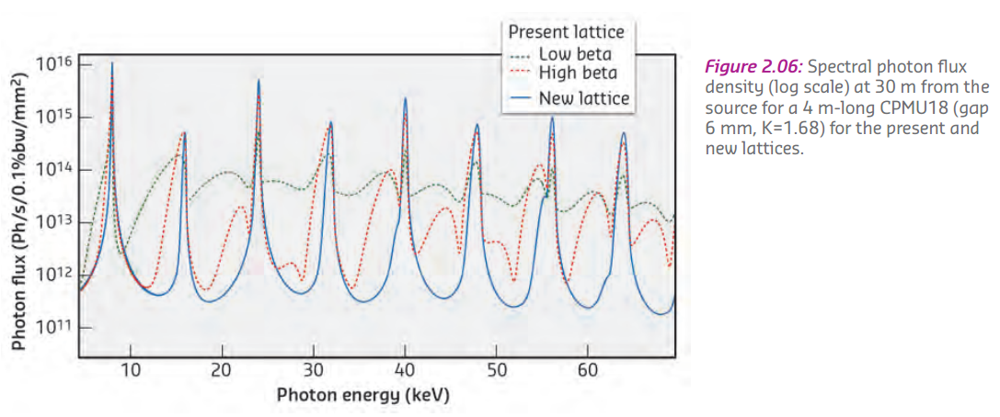 Present lattice
Low beta
High beta
New lattice
Photon flux (Ph/s/0.1%bw/mm²)
10¹⁶
10¹⁵
10¹⁴
10¹³
10¹²
10¹¹
10 20 30 40 50 60
Photon energy (keV)
Figure 2.06: Spectral photon flux
density (log scale) at 30 m from the
source for a 4 m-long CPMU18 (gap
6 mm, K=1.68) for the present and
new lattices.